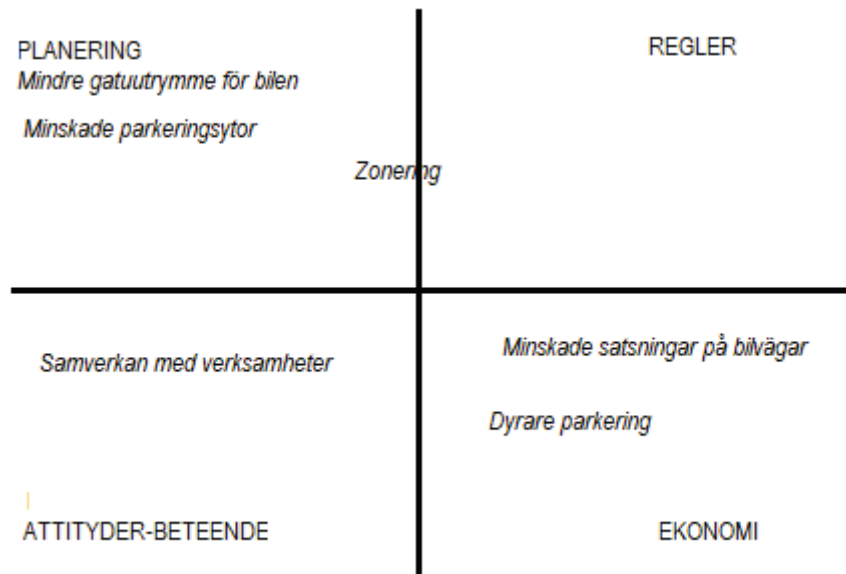 PLANERING
Mindre gatuutrymme för bilen
Minskade parkeringsytor
REGLER
Zonering
Samverkan med verksamheter
ATTITYDER-BETEENDE
Minskade satsningar på bilvägar
Dyrare parkering
EKONOMI